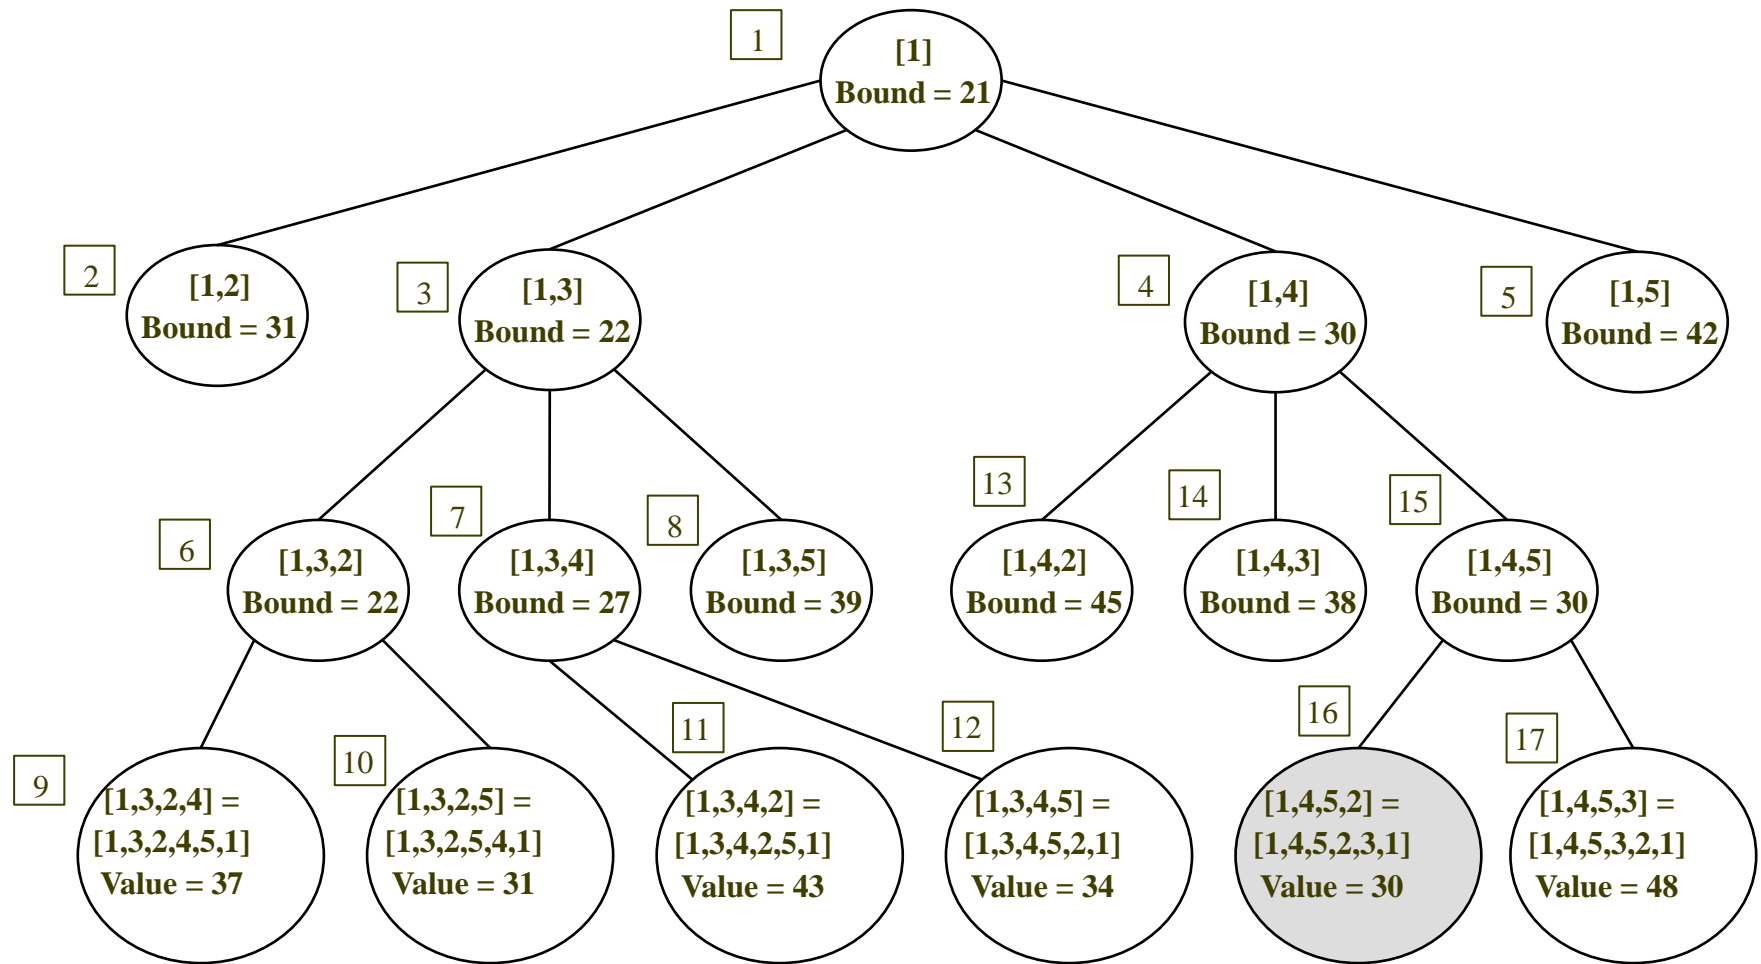 1
[1]
Bound = 21
2
[1,2]
Bound = 31
3
[1,3]
Bound = 22
4
[1,4]
Bound = 30
5
[1,5]
Bound = 42
6
[1,3,2]
Bound = 22
7
[1,3,4]
Bound = 27
8
[1,3,5]
Bound = 39
13
[1,4,2]
Bound = 45
14
[1,4,3]
Bound = 38
15
[1,4,5]
Bound = 30
9
[1,3,2,4] =
[1,3,2,4,5,1]
Value = 37
10
[1,3,2,5] =
[1,3,2,5,4,1]
Value = 31
11
[1,3,4,2] =
[1,3,4,2,5,1]
Value = 43
12
[1,3,4,5] =
[1,3,4,5,2,1]
Value = 34
16
[1,4,5,2] =
[1,4,5,2,3,1]
Value = 30
17
[1,4,5,3] =
[1,4,5,3,2,1]
Value = 48